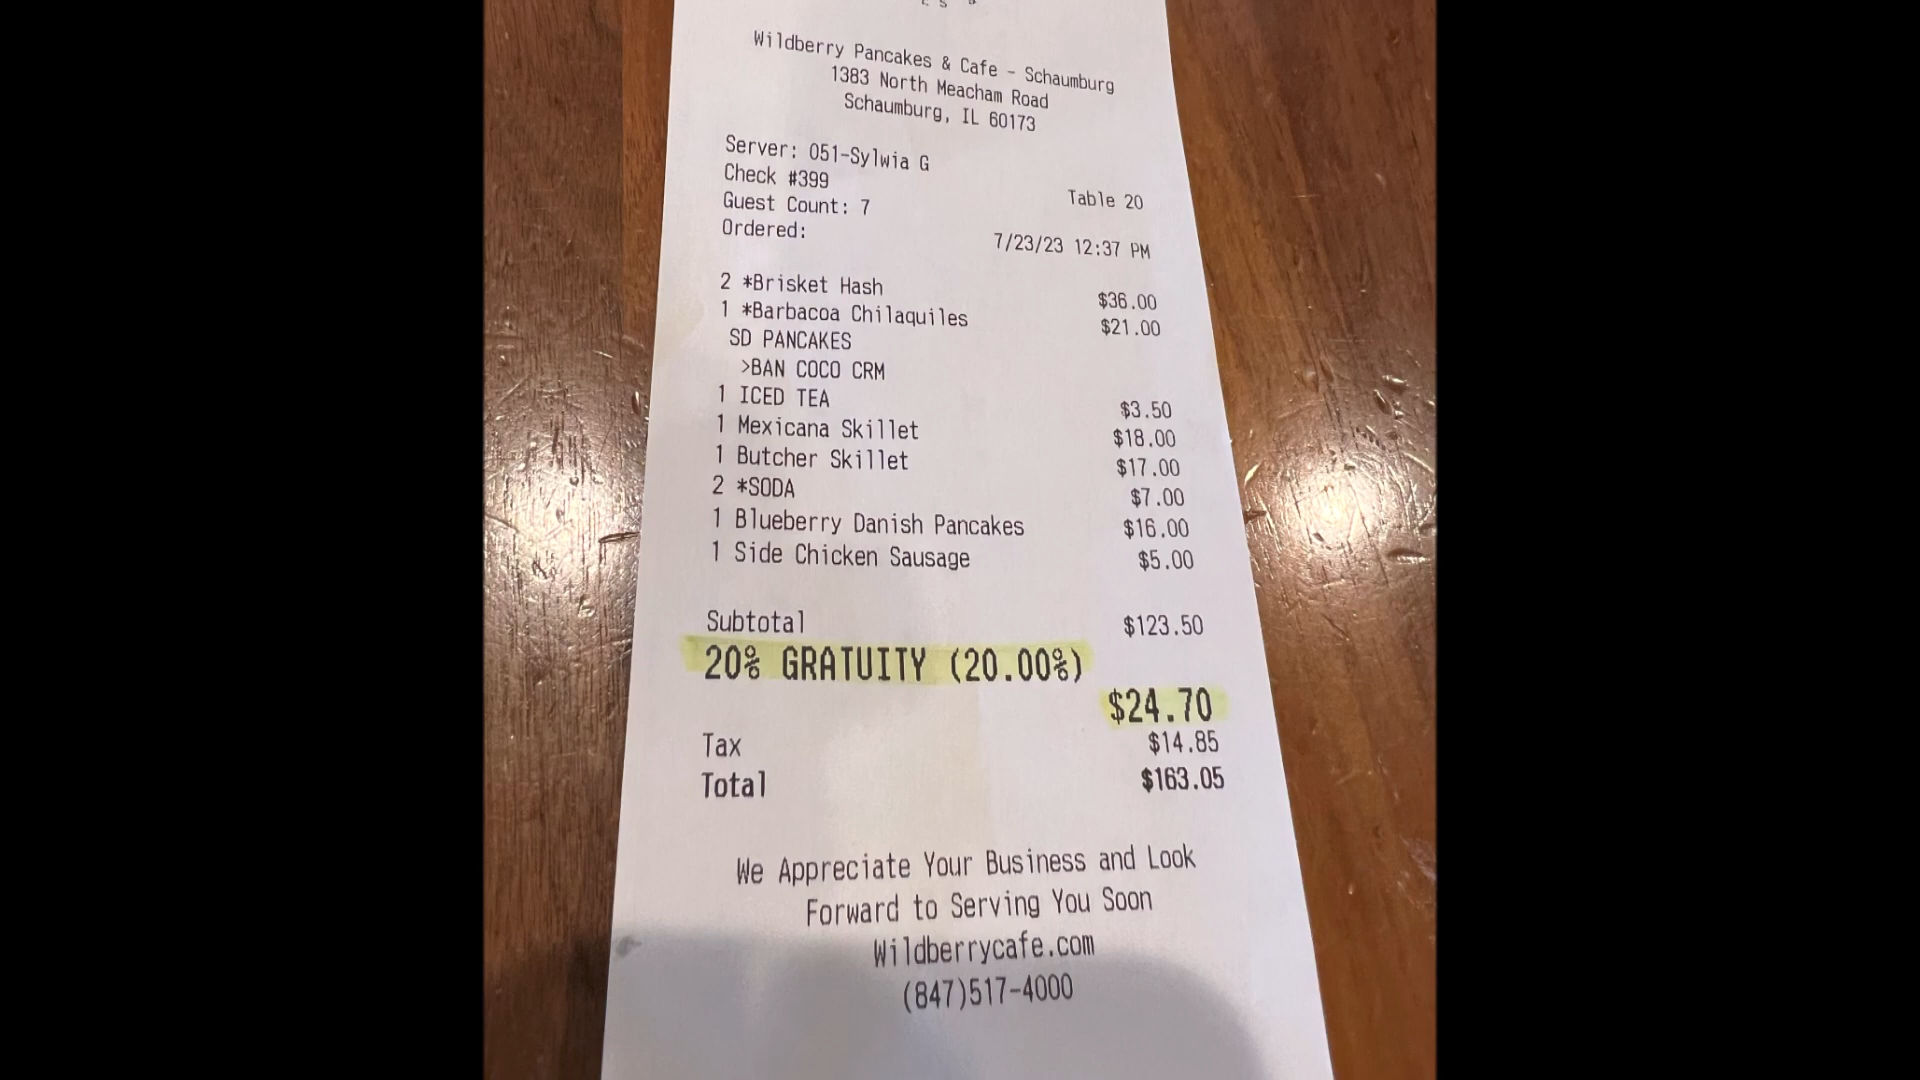 Wildberry Pancakes & Cafe - Schaumburg
1383 North Meacham Road
Schaumburg, IL 60173
Server: 051-Sylwia G
Check #399
Table 20
Guest Count: 7
Ordered: 7/23/23 12:37 PM
2 *Brisket Hash $36.00
1 *Barbacoa Chilaquiles $21.00
SD PANCAKES
>BAN COCO CRM
1 ICED TEA $3.50
1 Mexicana Skillet $18.00
1 Butcher Skillet $17.00
2 *SODA $7.00
1 Blueberry Danish Pancakes $16.00
1 Side Chicken Sausage $5.00
Subtotal $123.50
20% GRATUITY (20.00%)
$24.70
Tax $14.85
Total $163.05
We Appreciate Your Business and Look
Forward to Serving You Soon
Wildberrycafe.com
(847)517-4000